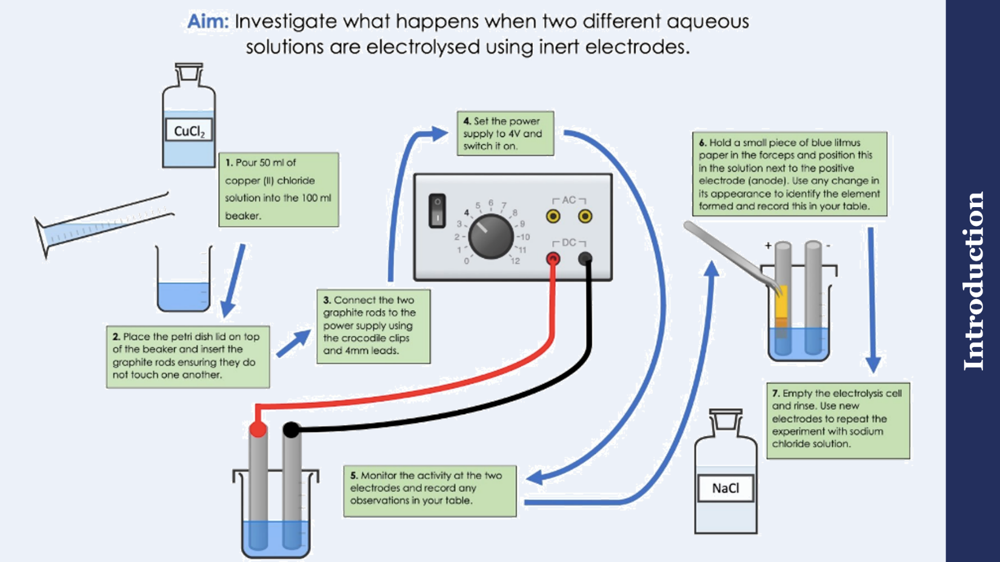 Aim: Investigate what happens when two different aqueous
solutions are electrolysed using inert electrodes.
CuCl₂
1. Pour 50 ml of
copper (II) chloride
solution into the 100 ml
beaker.
2. Place the petri dish lid on top
of the beaker and insert the
graphite rods ensuring they do
not touch one another.
3. Connect the two
graphite rods to the
power supply using
the crocodile clips
and 4mm leads.
4. Set the power
supply to 4V and
switch it on.
O
I
0
1
2
3
4
5
6
7
8
9
10
11
12
AC
DC
5. Monitor the activity at the two
electrodes and record any
observations in your table.
6. Hold a small piece of blue litmus
paper in the forceps and position this
in the solution next to the positive
electrode (anode). Use any change in
its appearance to identify the element
formed and record this in your table.
+ -
7. Empty the electrolysis cell
and rinse. Use new
electrodes to repeat the
experiment with sodium
chloride solution.
NaCl
Introduction